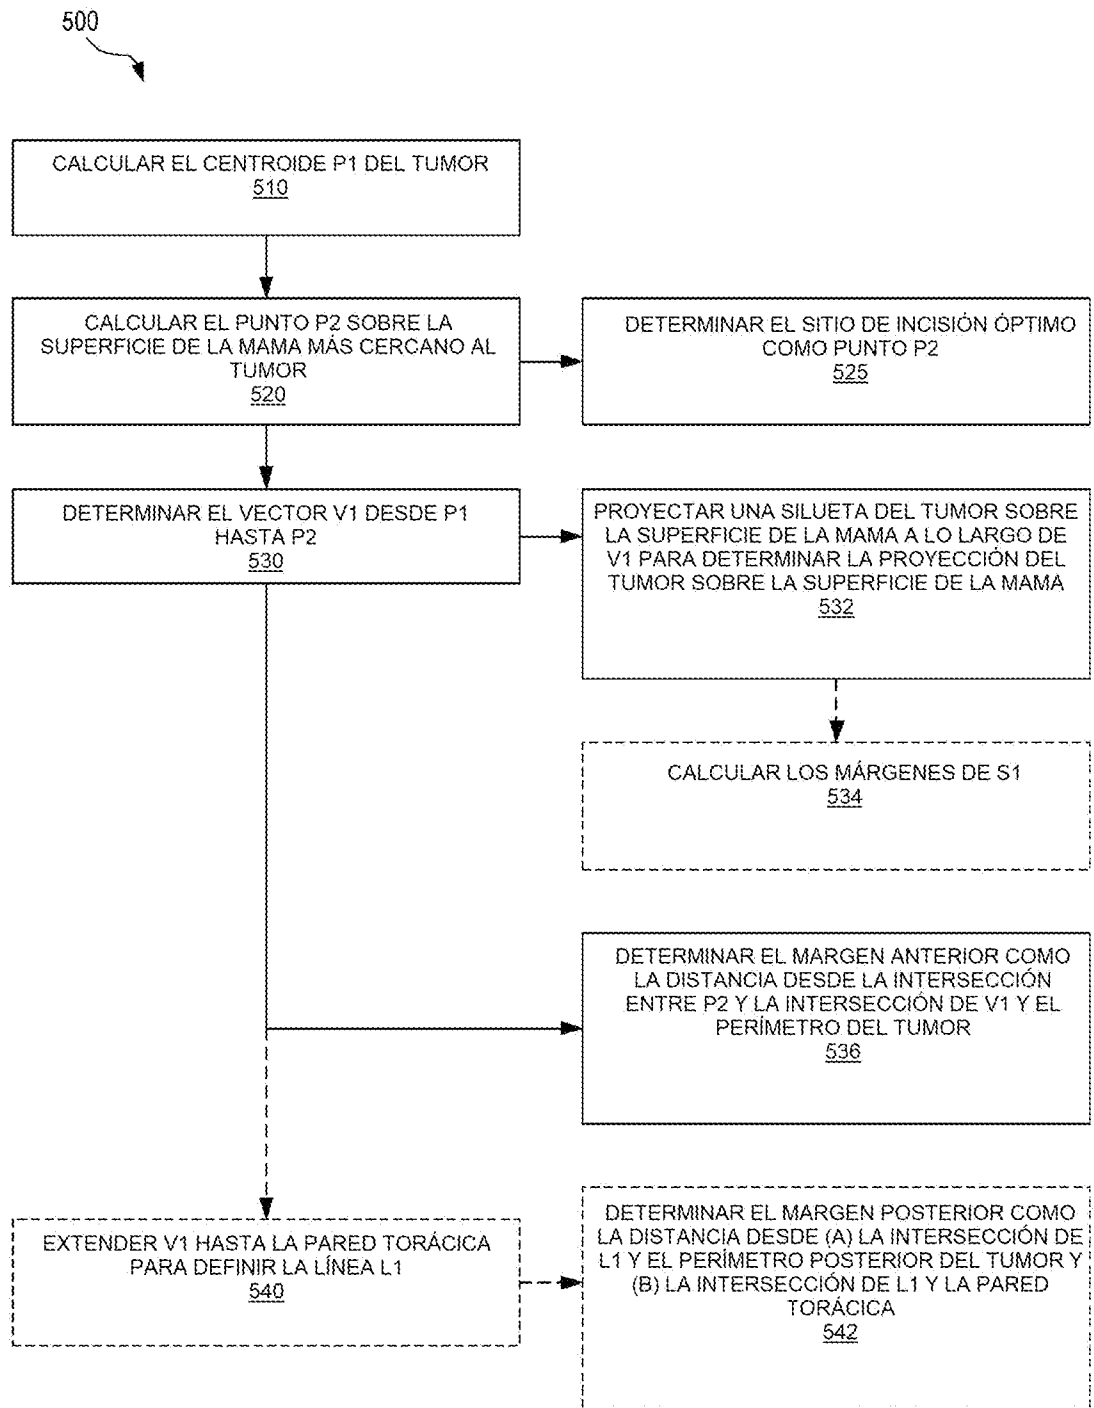 500
CALCULAR EL CENTROIDE P1 DEL TUMOR
510
CALCULAR EL PUNTO P2 SOBRE LA
SUPERFICIE DE LA MAMA MÁS CERCANO AL
TUMOR
520
DETERMINAR EL SITIO DE INCISIÓN ÓPTIMO
COMO PUNTO P2
525
DETERMINAR EL VECTOR V1 DESDE P1
HASTA P2
530
PROYECTAR UNA SILUETA DEL TUMOR SOBRE
LA SUPERFICIE DE LA MAMA A LO LARGO DE
V1 PARA DETERMINAR LA PROYECCIÓN DEL
TUMOR SOBRE LA SUPERFICIE DE LA MAMA
532
CALCULAR LOS MÁRGENES DE S1
534
DETERMINAR EL MARGEN ANTERIOR COMO
LA DISTANCIA DESDE LA INTERSECCIÓN
ENTRE P2 Y LA INTERSECCIÓN DE V1 Y EL
PERÍMETRO DEL TUMOR
536
EXTENDER V1 HASTA LA PARED TORÁCICA
PARA DEFINIR LA LÍNEA L1
540
DETERMINAR EL MARGEN POSTERIOR COMO
LA DISTANCIA DESDE (A) LA INTERSECCIÓN DE
L1 Y EL PERÍMETRO POSTERIOR DEL TUMOR Y
(B) LA INTERSECCIÓN DE L1 Y LA PARED
TORÁCICA
542